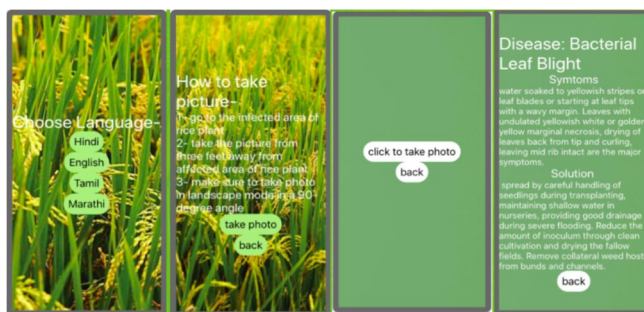 Choose Language-
Hindi
English
Tamil
Marathi
How to take
picture-
1-go to the infected area of
rice plant
2- take the picture from
three feet away from
affected area of rice plant
3- make sure to take photo
in landscape mode in a 90-
degree angle
take photo
back
click to take photo
back
Disease: Bacterial
Leaf Blight
Symtoms
water soaked to yellowish stripes on
leaf blades or starting at leaf tips
with a wavy margin. Leaves with
undulated yellowish white or golden
yellow marginal necrosis, drying of
leaves back from tip and curling,
leaving mid rib intact are the major
symptoms.
Solution
spread by careful handling of
seedlings during transplanting,
maintaining shallow water in
nurseries, providing good drainage
during severe flooding. Reduce the
amount of inoculum through clean
cultivation and drying the fallow
fields. Remove collateral weed host
from bunds and channels.
back